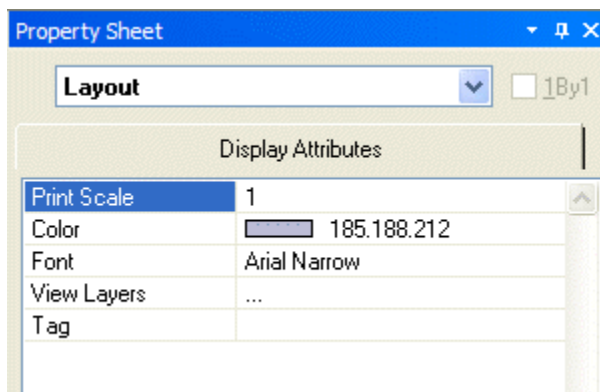 Property Sheet
Layout 1By1
Display Attributes
Print Scale 1
Color 185.188.212
Font Arial Narrow
View Layers ...
Tag